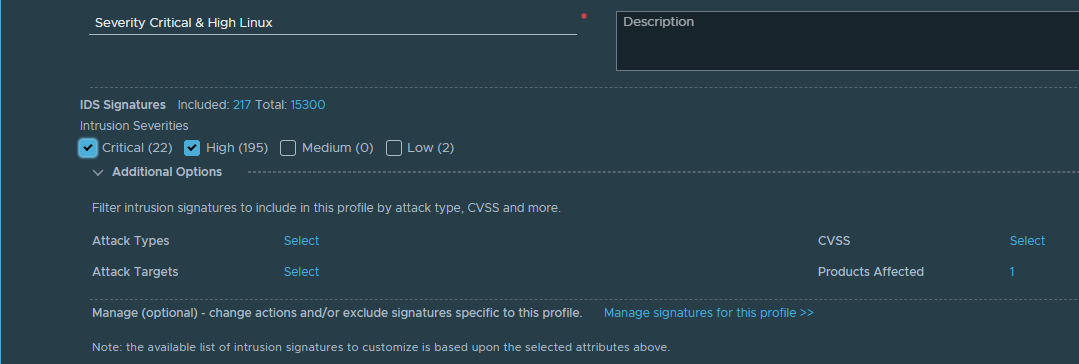 Severity Critical & High Linux * Description
IDS Signatures Included: 217 Total: 15300
Intrusion Severities
Critical (22) High (195) Medium (0) Low (2)
Additional Options
Filter intrusion signatures to include in this profile by attack type, CVSS and more.
Attack Types Select CVSS Select
Attack Targets Select Products Affected 1
Manage (optional) - change actions and/or exclude signatures specific to this profile. Manage signatures for this profile >>
Note: the available list of intrusion signatures to customize is based upon the selected attributes above.